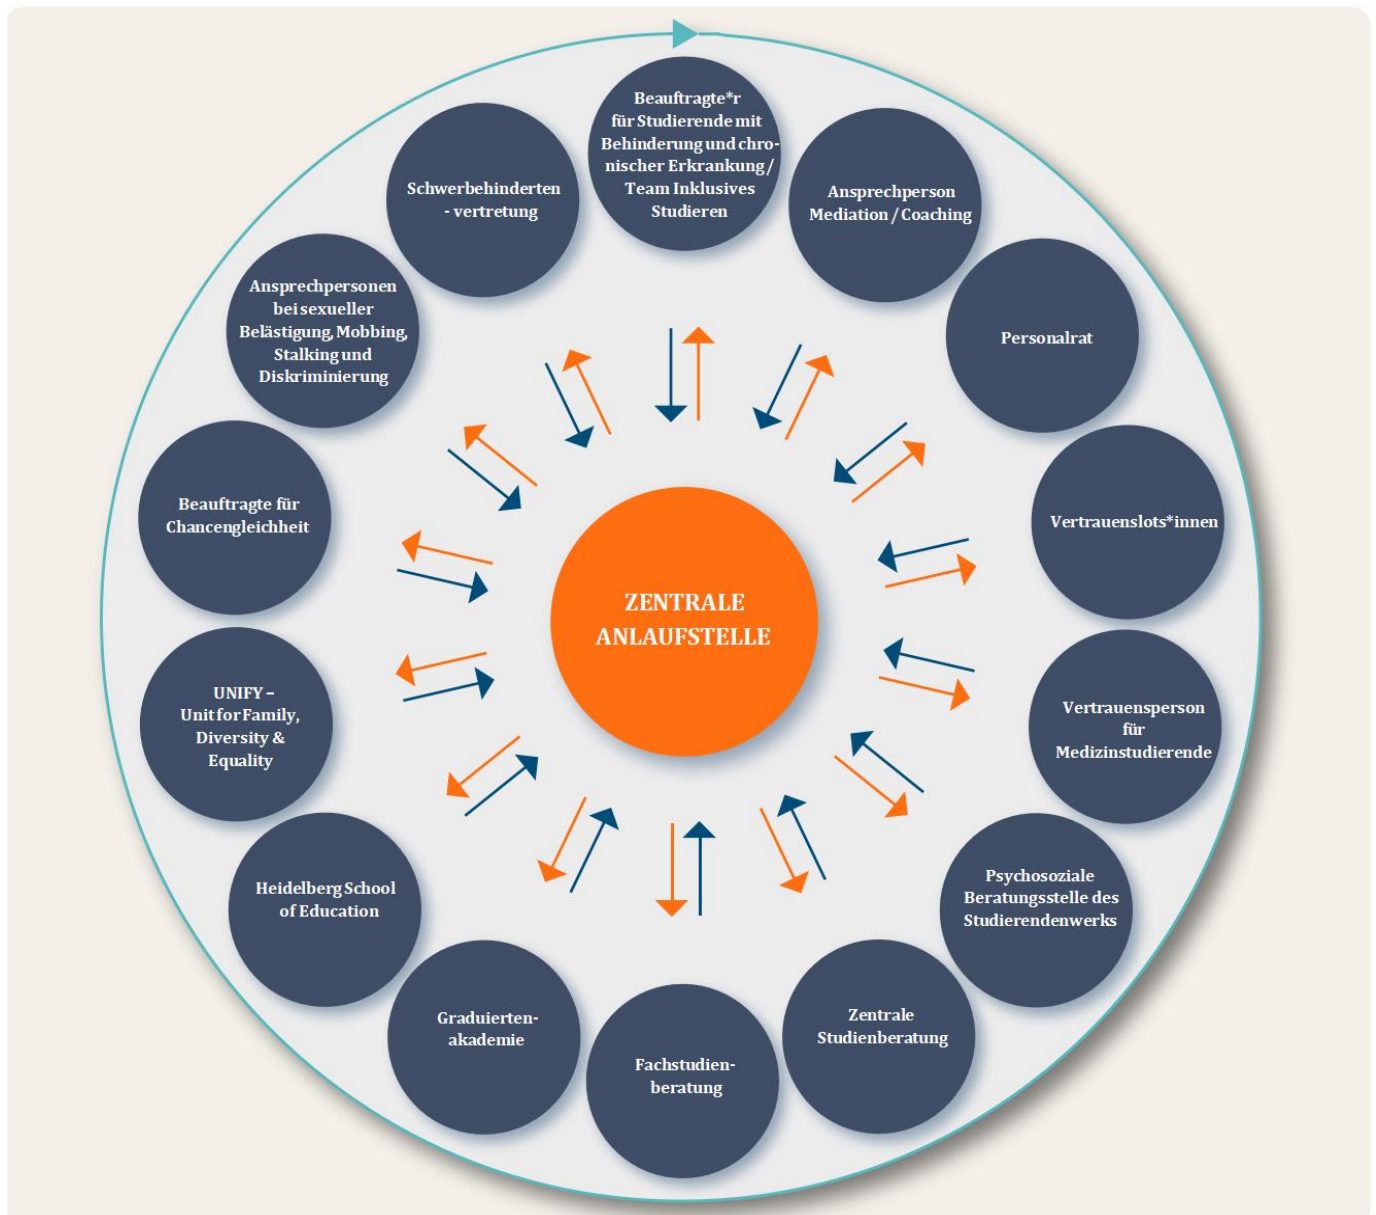 Beauftragte*r
für Studierende mit
Behinderung und chro-
nischer Erkrankung /
Team Inklusives
Studieren
Ansprechperson
Mediation / Coaching
Personalrat
Vertrauenslots*innen
Vertrauensperson
für
Medizinstudierende
Psychosoziale
Beratungsstelle des
Studierendenwerks
Zentrale
Studienberatung
Fachstudien-
beratung
Graduierten-
akademie
Heidelberg School
of Education
UNIFY –
Unit for Family,
Diversity &
Equality
Beauftragte für
Chancengleichheit
Ansprechpersonen
bei sexueller
Belästigung, Mobbing,
Stalking und
Diskriminierung
Schwerbehinderten
- vertretung
ZENTRALE
ANLAUFSTELLE